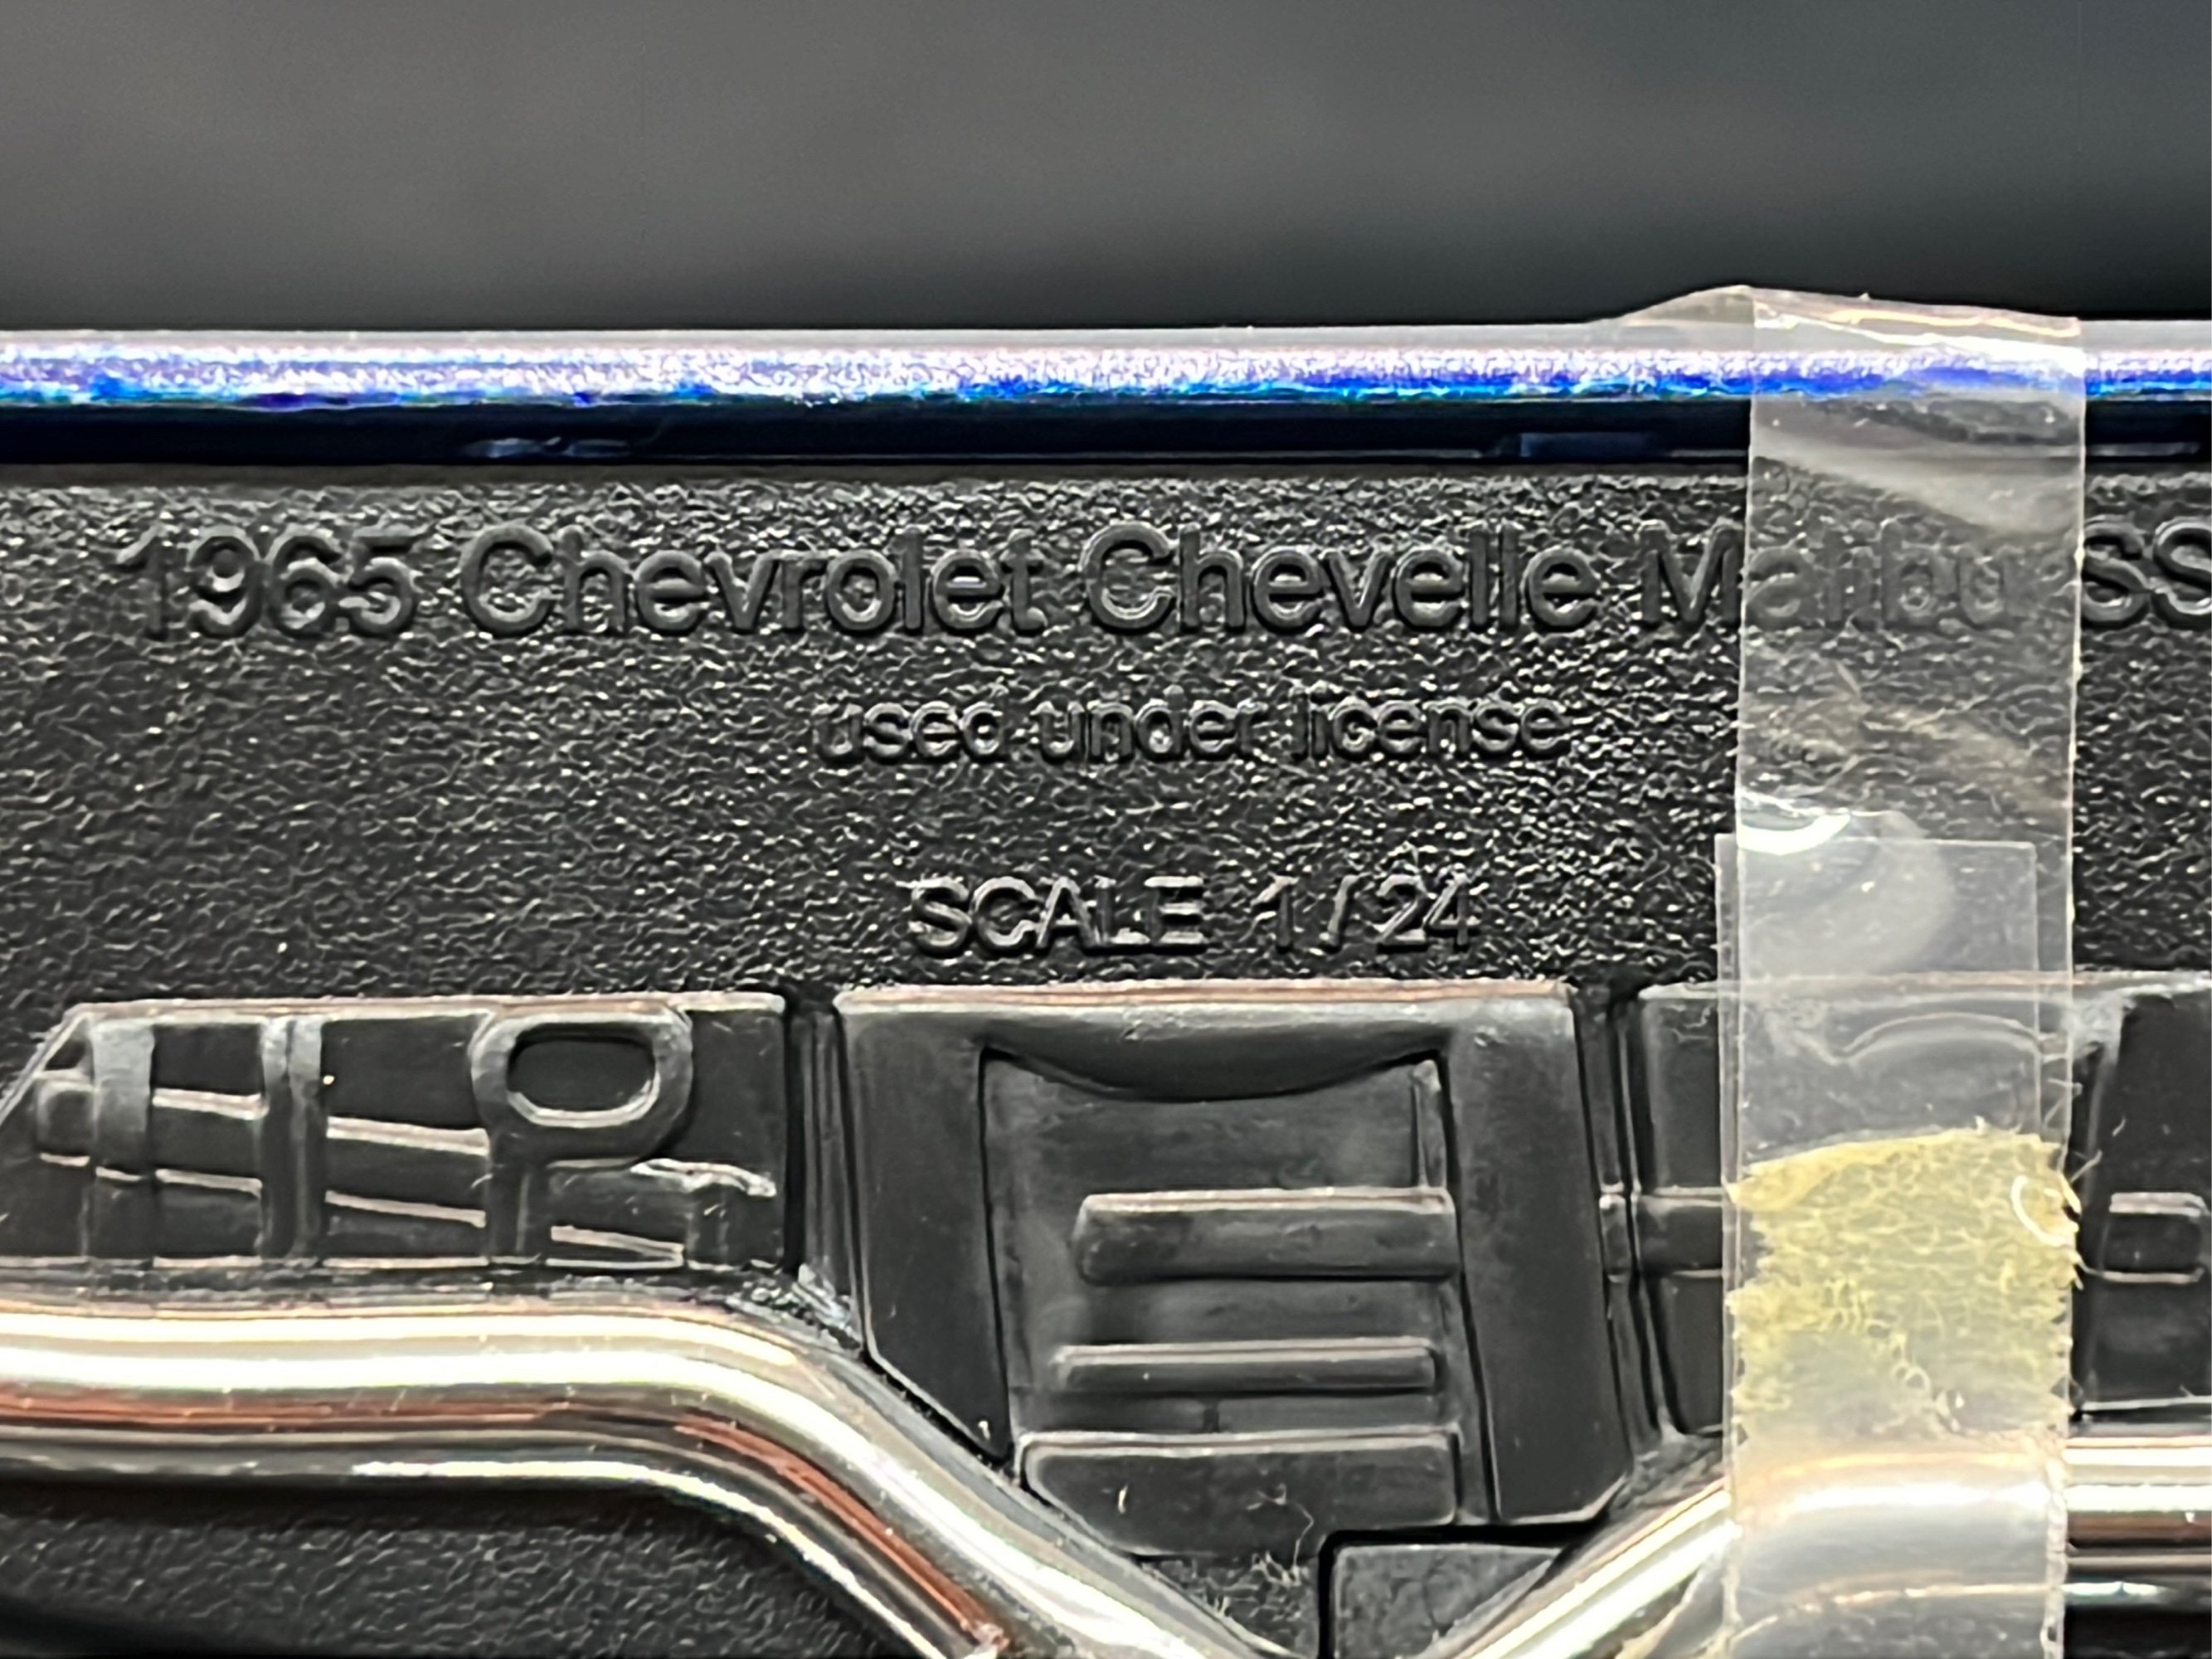 1965 Chevrolet Chevelle Malibu SS
used under license
SCALE 1/24